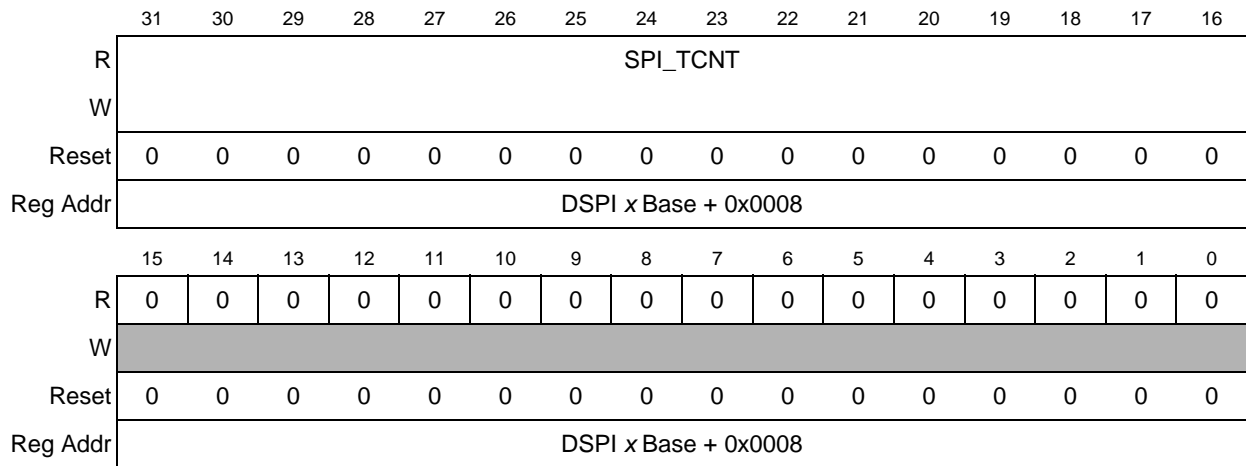 31 30 29 28 27 26 25 24 23 22 21 20 19 18 17 16
R SPI_TCNT
W
Reset 0 0 0 0 0 0 0 0 0 0 0 0 0 0 0 0
Reg Addr DSPI x Base + 0x0008
15 14 13 12 11 10 9 8 7 6 5 4 3 2 1 0
R 0 0 0 0 0 0 0 0 0 0 0 0 0 0 0 0
W
Reset 0 0 0 0 0 0 0 0 0 0 0 0 0 0 0 0
Reg Addr DSPI x Base + 0x0008